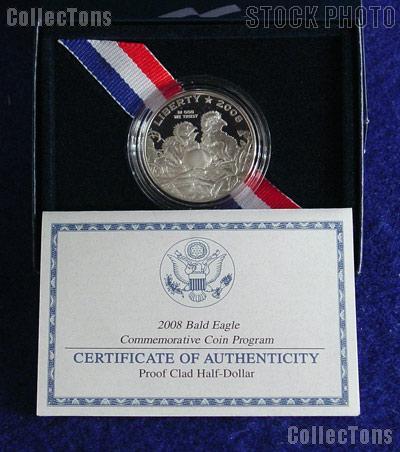 CollecTons
STOCK PHOTO
LIBERTY ★ 2008
IN GOD
WE TRUST
2008 Bald Eagle
Commemorative Coin Program
CERTIFICATE OF AUTHENTICITY
Proof Clad Half-Dollar
CollecTons